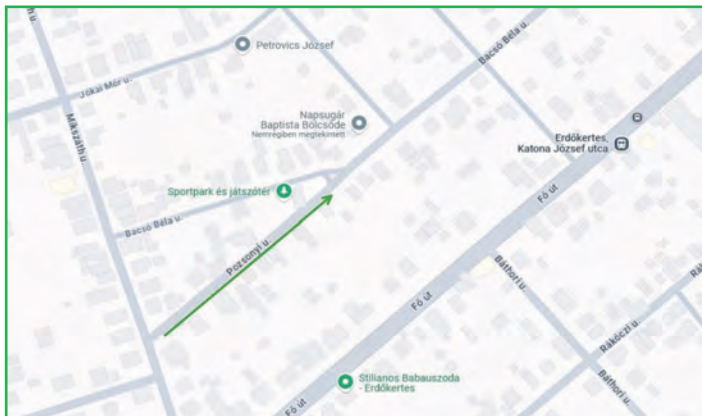 Petrovics József
Bacsó Béla u.
Jókai Mór u.
Mikszáth u.
Napsugár
Baptista Bölcsőde
Nemrégiben megtekintett
Erdőkertes,
Katona József utca
Sportpark és játszótér
Bacsó Béla u.
Fő út
Pozsonyi u.
Báthori u.
Fő út
Rákóczi u.
Stilianos Babauszoda
- Erdőkertes
Báthori u.
Fő út